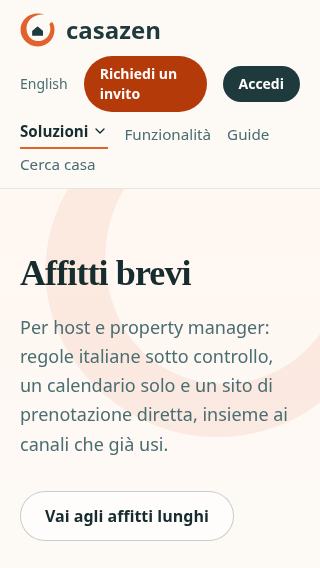 casazen
English
Richiedi un
invito
Accedi
Soluzioni
Funzionalità
Guide
Cerca casa
Affitti brevi
Per host e property manager:
regole italiane sotto controllo,
un calendario solo e un sito di
prenotazione diretta, insieme ai
canali che già usi.
Vai agli affitti lunghi